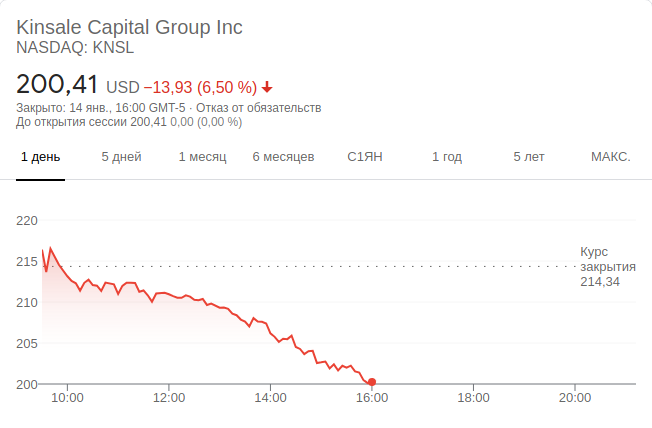 Kinsale Capital Group Inc
NASDAQ: KNSL
200,41 USD −13,93 (6,50 %)
Закрыто: 14 янв., 16:00 GMT-5 · Отказ от обязательств
До открытия сессии 200,41 0,00 (0,00 %)
1 день 5 дней 1 месяц 6 месяцев С1ЯН 1 год 5 лет МАКС.
220
215
210
205
200
Курс
закрытия
214,34
10:00 12:00 14:00 16:00 18:00 20:00